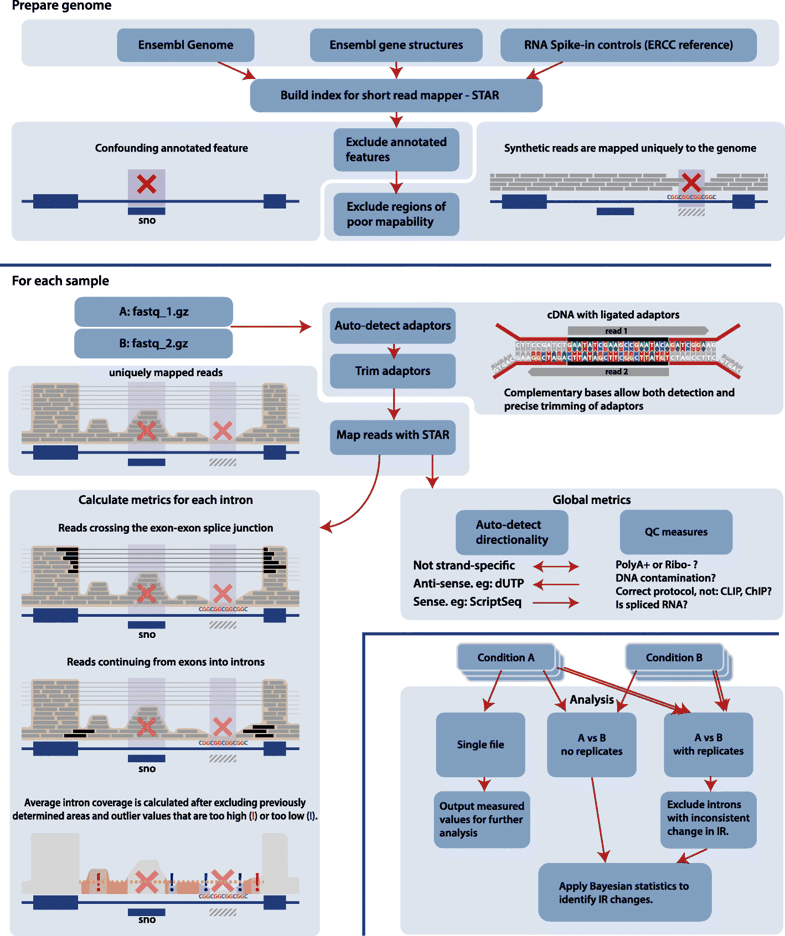 Prepare genome
Ensembl Genome
Ensembl gene structures
RNA Spike-in controls (ERCC reference)
Build index for short read mapper - STAR
Confounding annotated feature
sno
Exclude annotated
features
Exclude regions of
poor mapability
Synthetic reads are mapped uniquely to the genome
CGGCGGCGGCGGC
For each sample
A: fastq_1.gz
B: fastq_2.gz
Auto-detect adaptors
Trim adaptors
Map reads with STAR
cDNA with ligated adaptors
read 1
read 2
Complementary bases allow both detection and
precise trimming of adaptors
uniquely mapped reads
Calculate metrics for each intron
Reads crossing the exon-exon splice junction
CGGCGGCGGCGGC
sno
Reads continuing from exons into introns
CGGCGGCGGCGGC
sno
Average intron coverage is calculated after excluding previously
determined areas and outlier values that are too high (!) or too low (!).
! ! ! ! !
CGGCGGCGGCGGC
sno
Global metrics
Auto-detect
directionality
QC measures
Not strand-specific
Anti-sense. eg: dUTP
Sense. eg: ScriptSeq
PolyA+ or Ribo- ?
DNA contamination?
Correct protocol, not: CLIP, ChIP?
Is spliced RNA?
Condition A
Condition B
Analysis
Single file
A vs B
no replicates
A vs B
with replicates
Output measured
values for further
analysis
Exclude introns
with inconsistent
change in IR.
Apply Bayesian statistics to
identify IR changes.